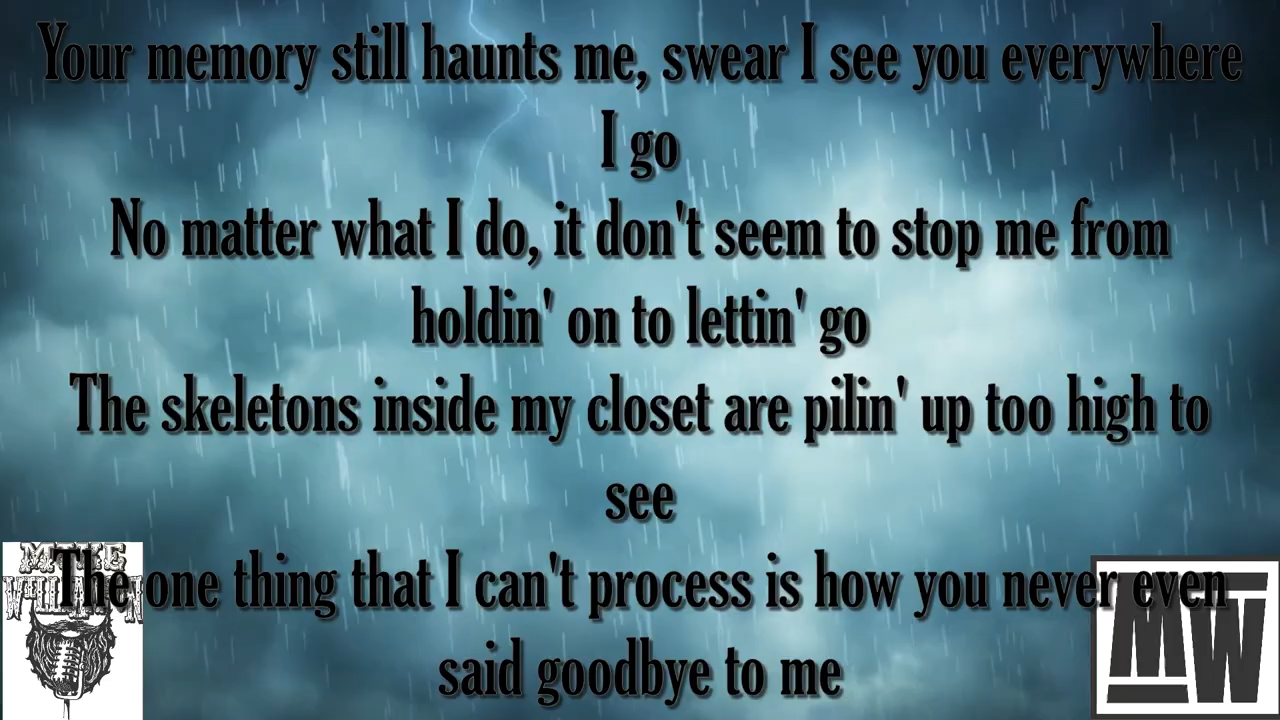 Your memory still haunts me, swear I see you everywhere
I go
No matter what I do, it don't seem to stop me from
holdin' on to lettin' go
The skeletons inside my closet are pilin' up too high to
see
The one thing that I can't process is how you never even
said goodbye to me
MW